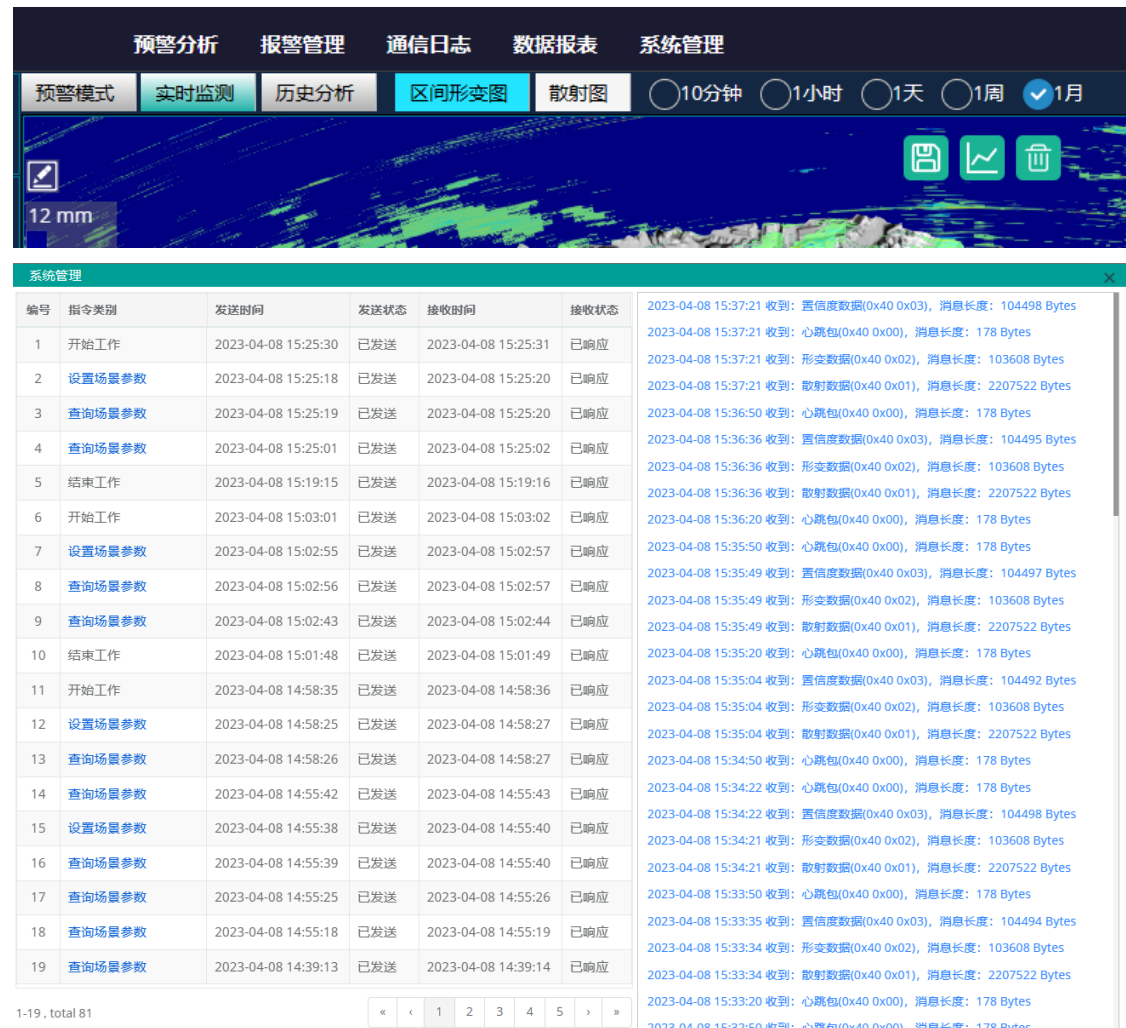 预警分析 报警管理 通信日志 数据报表 系统管理
预警模式 实时监测 历史分析 区间形变图 散射图 10分钟 1小时 1天 1周 1月
12 mm
系统管理
编号 指令类别 发送时间 发送状态 接收时间 接收状态
1 开始工作 2023-04-08 15:25:30 已发送 2023-04-08 15:25:31 已响应
2 设置场景参数 2023-04-08 15:25:18 已发送 2023-04-08 15:25:20 已响应
3 查询场景参数 2023-04-08 15:25:19 已发送 2023-04-08 15:25:20 已响应
4 查询场景参数 2023-04-08 15:25:01 已发送 2023-04-08 15:25:02 已响应
5 结束工作 2023-04-08 15:19:15 已发送 2023-04-08 15:19:16 已响应
6 开始工作 2023-04-08 15:03:01 已发送 2023-04-08 15:03:02 已响应
7 设置场景参数 2023-04-08 15:02:55 已发送 2023-04-08 15:02:57 已响应
8 查询场景参数 2023-04-08 15:02:56 已发送 2023-04-08 15:02:57 已响应
9 查询场景参数 2023-04-08 15:02:43 已发送 2023-04-08 15:02:44 已响应
10 结束工作 2023-04-08 15:01:48 已发送 2023-04-08 15:01:49 已响应
11 开始工作 2023-04-08 14:58:35 已发送 2023-04-08 14:58:36 已响应
12 设置场景参数 2023-04-08 14:58:25 已发送 2023-04-08 14:58:27 已响应
13 查询场景参数 2023-04-08 14:58:26 已发送 2023-04-08 14:58:27 已响应
14 查询场景参数 2023-04-08 14:55:42 已发送 2023-04-08 14:55:43 已响应
15 设置场景参数 2023-04-08 14:55:38 已发送 2023-04-08 14:55:40 已响应
16 查询场景参数 2023-04-08 14:55:39 已发送 2023-04-08 14:55:40 已响应
17 查询场景参数 2023-04-08 14:55:25 已发送 2023-04-08 14:55:26 已响应
18 查询场景参数 2023-04-08 14:55:18 已发送 2023-04-08 14:55:19 已响应
19 查询场景参数 2023-04-08 14:39:13 已发送 2023-04-08 14:39:14 已响应
1-19 , total 81 « ‹ 1 2 3 4 5 › »
2023-04-08 15:37:21 收到：置信度数据(0x40 0x03)，消息长度：104498 Bytes
2023-04-08 15:37:21 收到：心跳包(0x40 0x00)，消息长度：178 Bytes
2023-04-08 15:37:21 收到：形变数据(0x40 0x02)，消息长度：103608 Bytes
2023-04-08 15:37:21 收到：散射数据(0x40 0x01)，消息长度：2207522 Bytes
2023-04-08 15:36:50 收到：心跳包(0x40 0x00)，消息长度：178 Bytes
2023-04-08 15:36:36 收到：置信度数据(0x40 0x03)，消息长度：104495 Bytes
2023-04-08 15:36:36 收到：形变数据(0x40 0x02)，消息长度：103608 Bytes
2023-04-08 15:36:36 收到：散射数据(0x40 0x01)，消息长度：2207522 Bytes
2023-04-08 15:36:20 收到：心跳包(0x40 0x00)，消息长度：178 Bytes
2023-04-08 15:35:50 收到：心跳包(0x40 0x00)，消息长度：178 Bytes
2023-04-08 15:35:49 收到：置信度数据(0x40 0x03)，消息长度：104497 Bytes
2023-04-08 15:35:49 收到：形变数据(0x40 0x02)，消息长度：103608 Bytes
2023-04-08 15:35:49 收到：散射数据(0x40 0x01)，消息长度：2207522 Bytes
2023-04-08 15:35:20 收到：心跳包(0x40 0x00)，消息长度：178 Bytes
2023-04-08 15:35:04 收到：置信度数据(0x40 0x03)，消息长度：104492 Bytes
2023-04-08 15:35:04 收到：形变数据(0x40 0x02)，消息长度：103608 Bytes
2023-04-08 15:35:04 收到：散射数据(0x40 0x01)，消息长度：2207522 Bytes
2023-04-08 15:34:50 收到：心跳包(0x40 0x00)，消息长度：178 Bytes
2023-04-08 15:34:22 收到：心跳包(0x40 0x00)，消息长度：178 Bytes
2023-04-08 15:34:22 收到：置信度数据(0x40 0x03)，消息长度：104498 Bytes
2023-04-08 15:34:21 收到：形变数据(0x40 0x02)，消息长度：103608 Bytes
2023-04-08 15:34:21 收到：散射数据(0x40 0x01)，消息长度：2207522 Bytes
2023-04-08 15:33:50 收到：心跳包(0x40 0x00)，消息长度：178 Bytes
2023-04-08 15:33:35 收到：置信度数据(0x40 0x03)，消息长度：104494 Bytes
2023-04-08 15:33:34 收到：形变数据(0x40 0x02)，消息长度：103608 Bytes
2023-04-08 15:33:34 收到：散射数据(0x40 0x01)，消息长度：2207522 Bytes
2023-04-08 15:33:20 收到：心跳包(0x40 0x00)，消息长度：178 Bytes
2023-04-08 15:32:50 收到：心跳包(0x40 0x00)，消息长度：178 Bytes